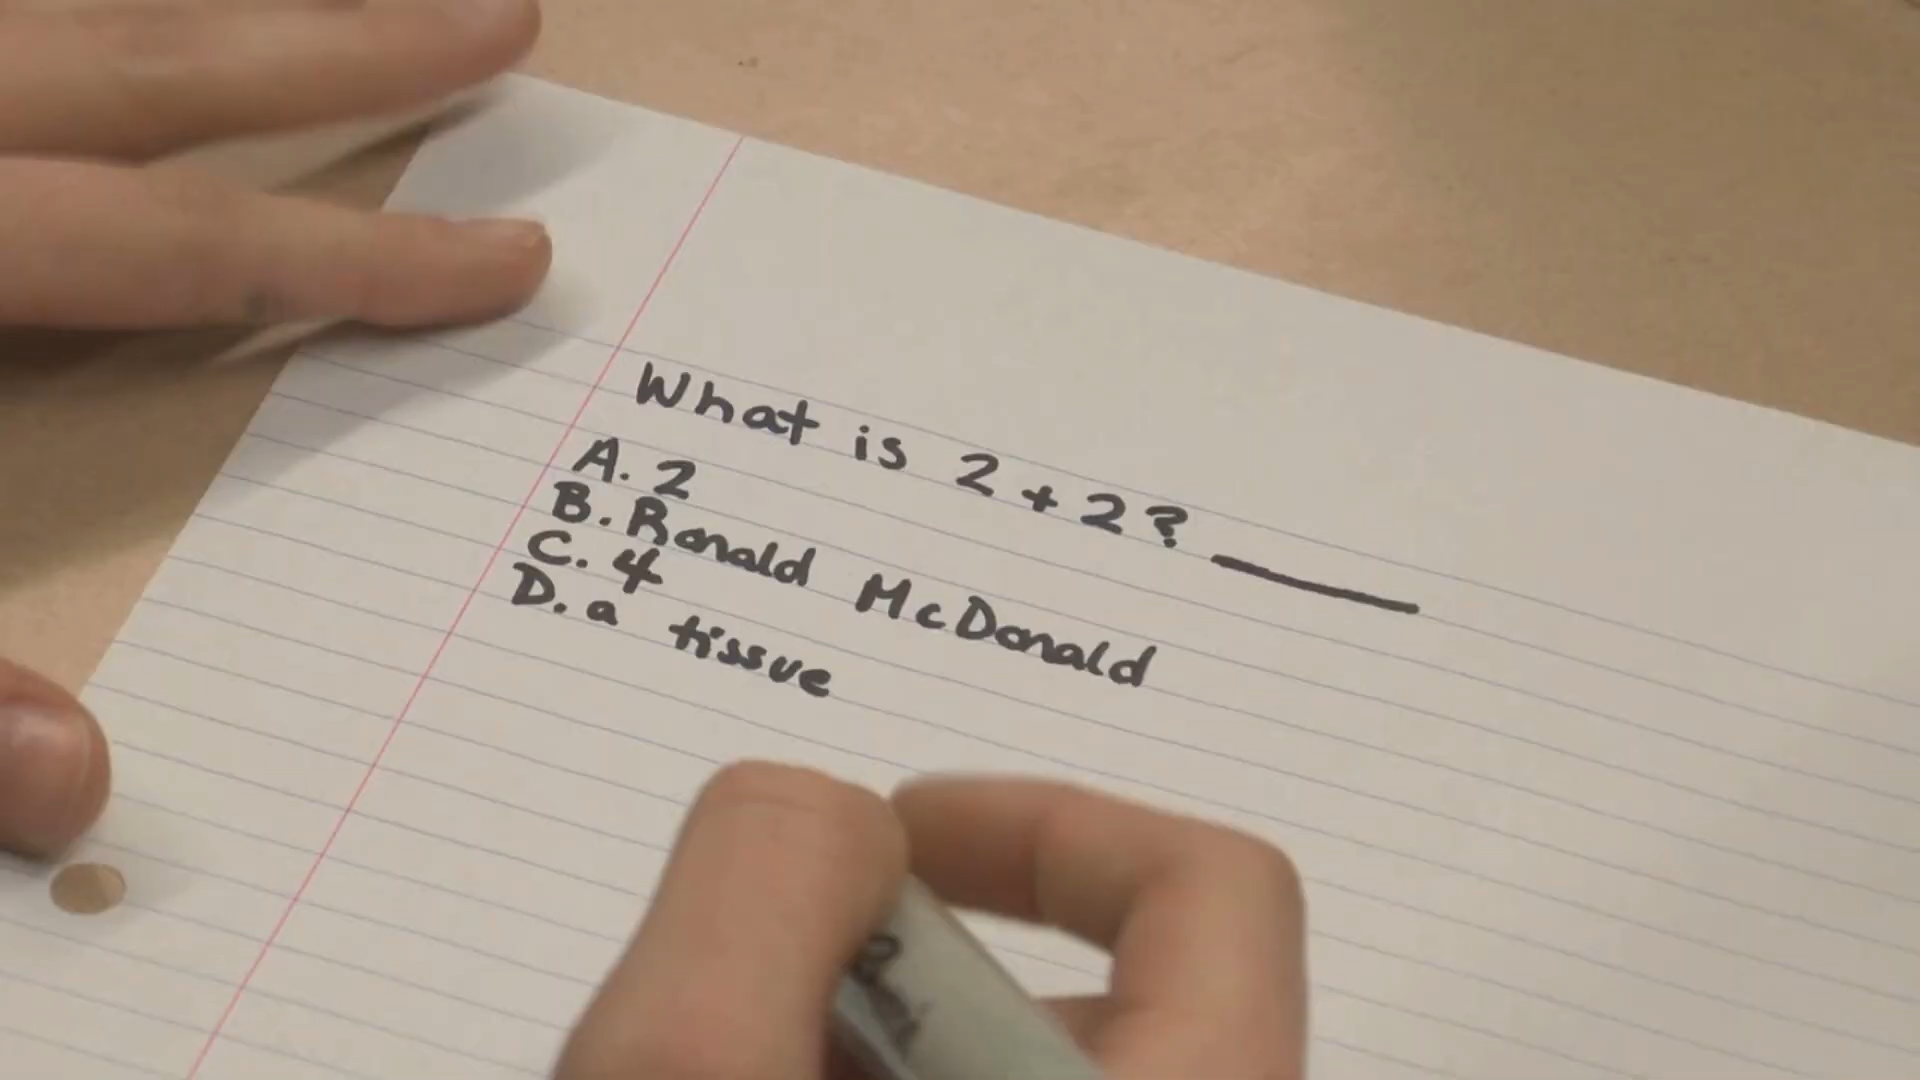 What is 2 + 2? ____
A. 2
B. Ronald McDonald
C. 4
D. a tissue